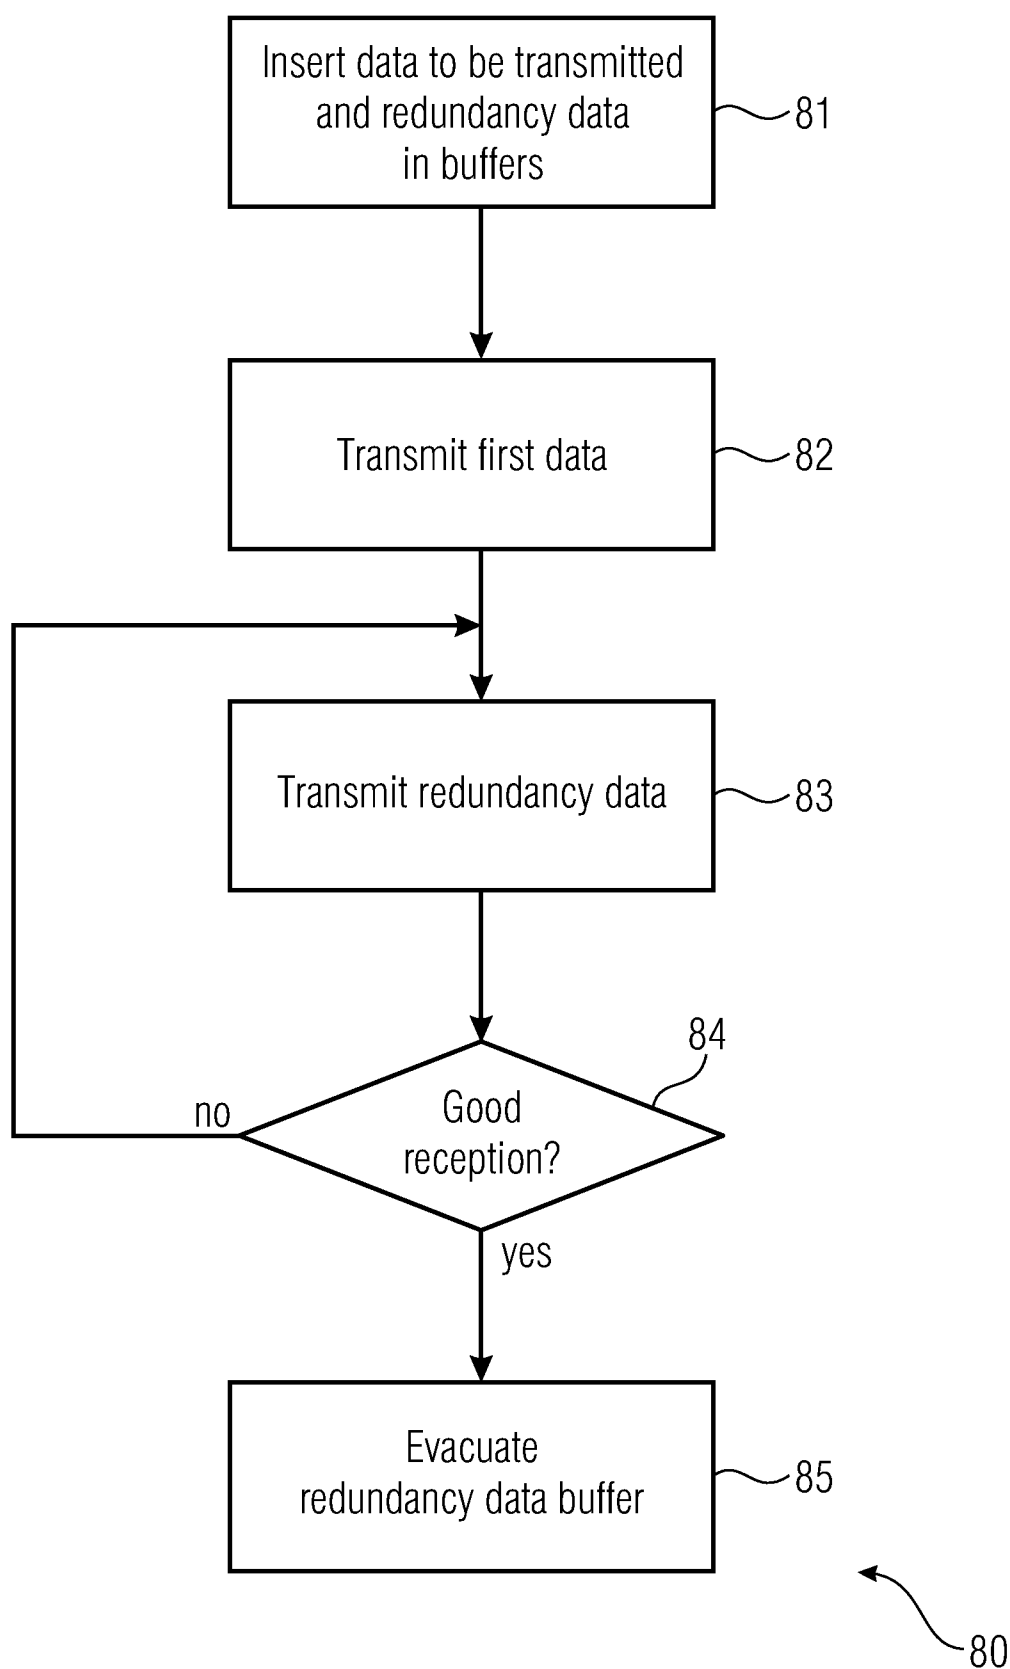 Insert data to be transmitted
and redundancy data
in buffers
81
Transmit first data
82
Transmit redundancy data
83
84
Good
reception?
no
yes
Evacuate
redundancy data buffer
85
80